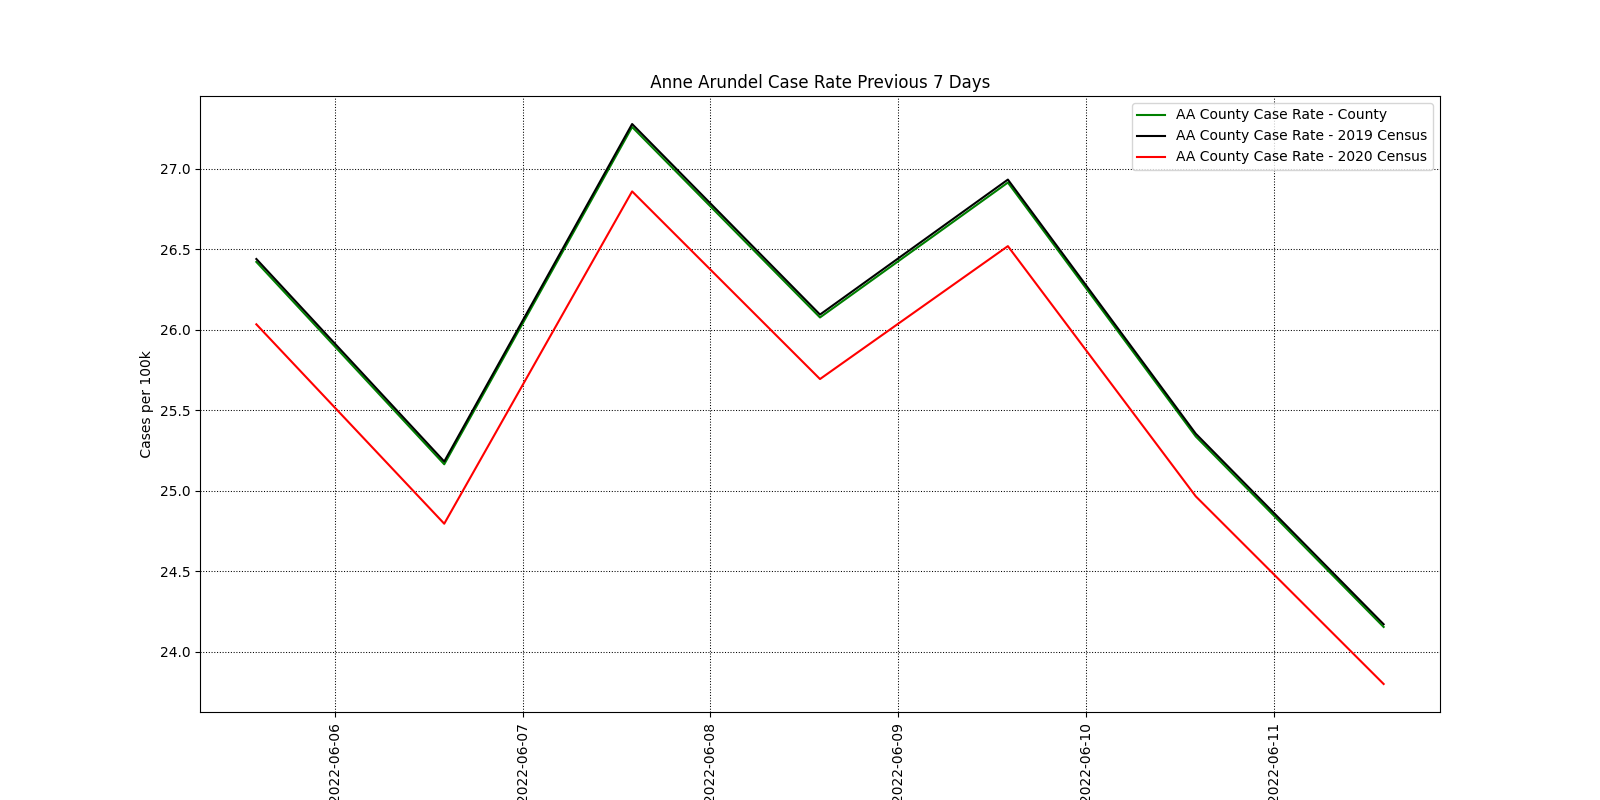 Anne Arundel Case Rate Previous 7 Days
AA County Case Rate - County
AA County Case Rate - 2019 Census
AA County Case Rate - 2020 Census
Cases per 100k
27.0
26.5
26.0
25.5
25.0
24.5
24.0
2022-06-06
2022-06-07
2022-06-08
2022-06-09
2022-06-10
2022-06-11